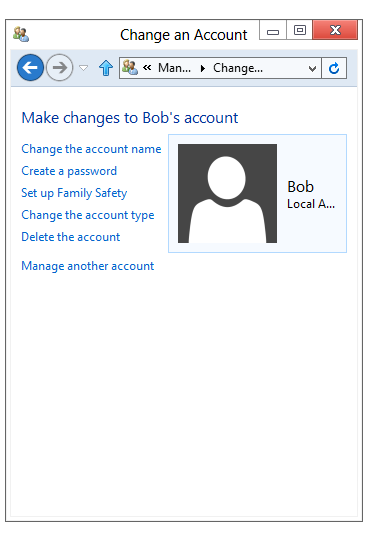 Change an Account
« Man... Change...
Make changes to Bob's account
Change the account name
Create a password
Set up Family Safety
Change the account type
Delete the account
Manage another account
Bob
Local A...